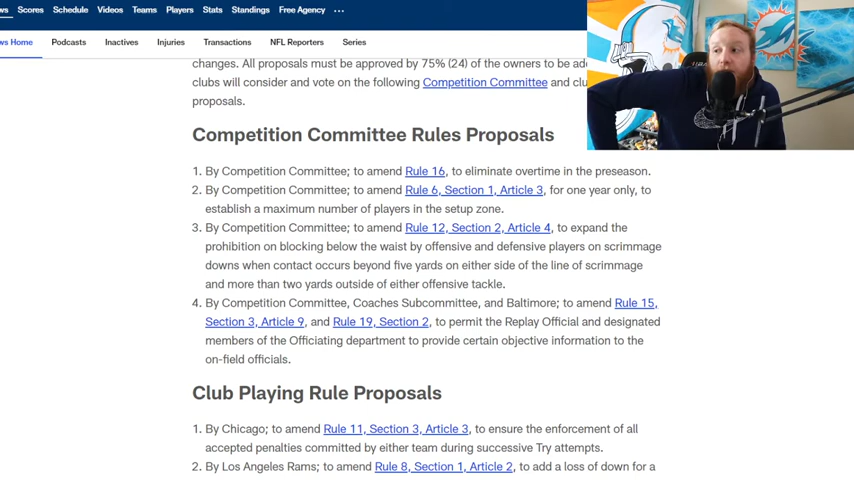 ws Scores Schedule Videos Teams Players Stats Standings Free Agency ...
ws Home Podcasts Inactives Injuries Transactions NFL Reporters Series
changes. All proposals must be approved by 75% (24) of the owners to be
clubs will consider and vote on the following Competition Committee and
proposals.
Competition Committee Rules Proposals
1. By Competition Committee; to amend Rule 16, to eliminate overtime in the preseason.
2. By Competition Committee; to amend Rule 6, Section 1, Article 3, for one year only, to
establish a maximum number of players in the setup zone.
3. By Competition Committee; to amend Rule 12, Section 2, Article 4, to expand the
prohibition on blocking below the waist by offensive and defensive players on scrimmage
downs when contact occurs beyond five yards on either side of the line of scrimmage
and more than two yards outside of either offensive tackle.
4. By Competition Committee, Coaches Subcommittee, and Baltimore; to amend Rule 15,
Section 3, Article 9, and Rule 19, Section 2, to permit the Replay Official and designated
members of the Officiating department to provide certain objective information to the
on-field officials.
Club Playing Rule Proposals
1. By Chicago; to amend Rule 11, Section 3, Article 3, to ensure the enforcement of all
accepted penalties committed by either team during successive Try attempts.
2. By Los Angeles Rams; to amend Rule 8, Section 1, Article 2, to add a loss of down for a